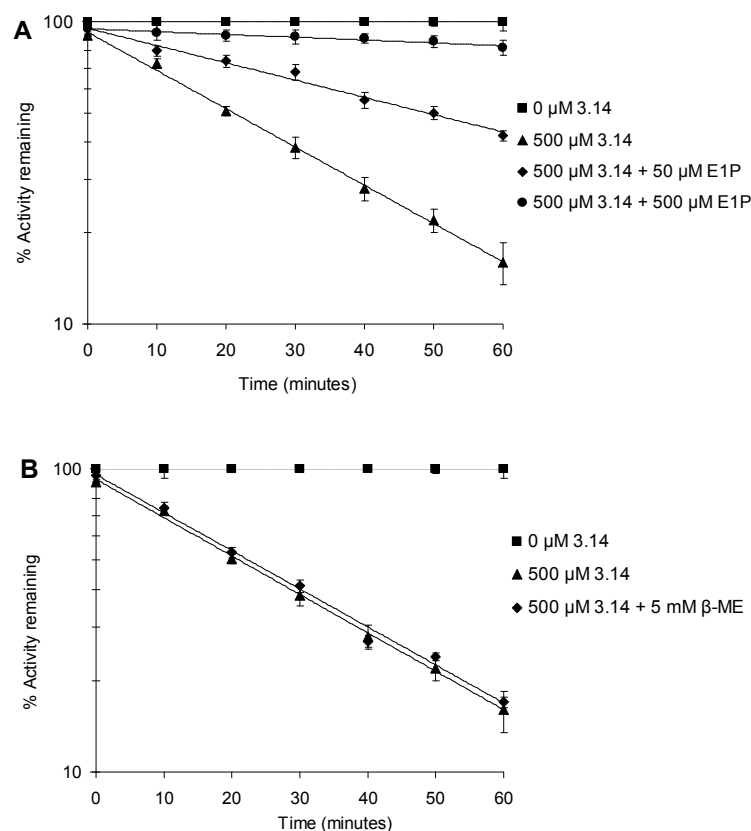 A
100
10
% Activity remaining
0 10 20 30 40 50 60
Time (minutes)
0 μM 3.14
500 μM 3.14
500 μM 3.14 + 50 μM E1P
500 μM 3.14 + 500 μM E1P
B
100
10
% Activity remaining
0 10 20 30 40 50 60
Time (minutes)
0 μM 3.14
500 μM 3.14
500 μM 3.14 + 5 mM β-ME